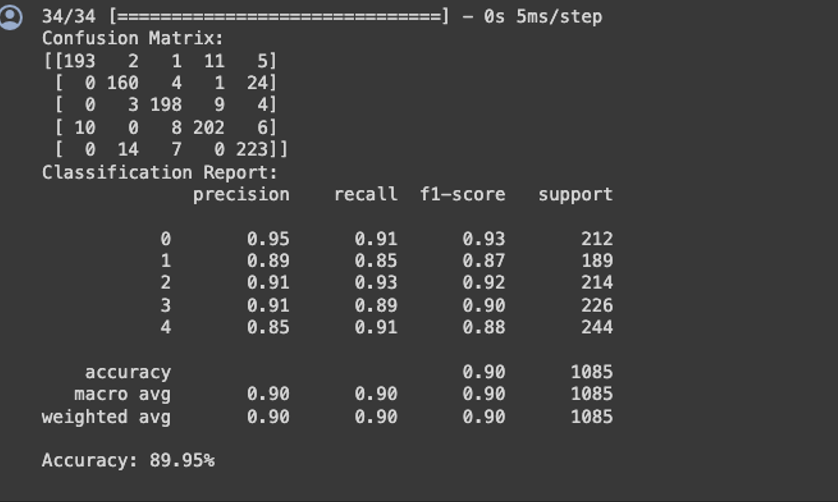 34/34 [==============================] - 0s 5ms/step
Confusion Matrix:
[[193   2   1  11   5]
 [  0 160   4   1  24]
 [  0   3 198   9   4]
 [ 10   0   8 202   6]
 [  0  14   7   0 223]]
Classification Report:
              precision    recall  f1-score   support
           0       0.95      0.91      0.93       212
           1       0.89      0.85      0.87       189
           2       0.91      0.93      0.92       214
           3       0.91      0.89      0.90       226
           4       0.85      0.91      0.88       244
    accuracy                           0.90      1085
   macro avg       0.90      0.90      0.90      1085
weighted avg       0.90      0.90      0.90      1085
Accuracy: 89.95%